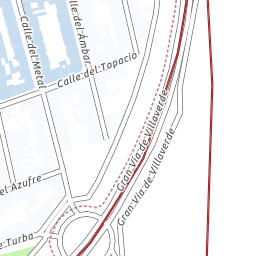 Calle del Metal
Calle del Ámbar
Calle del Topacio
Gran Vía de Villaverde
Gran Vía de Villaverde
el Azufre
e Turba